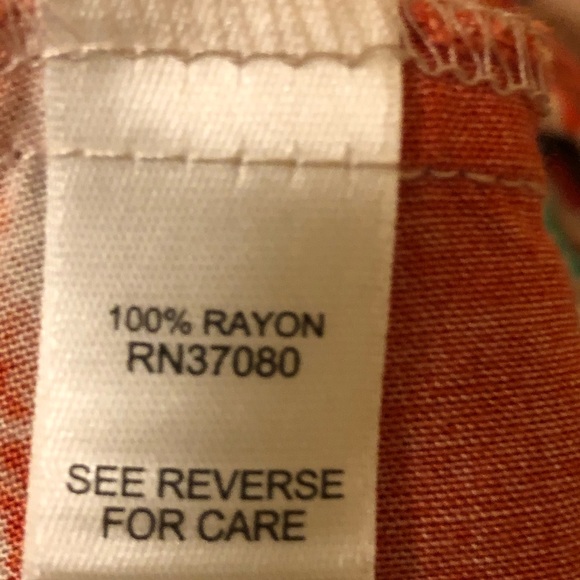 100% RAYON
RN37080
SEE REVERSE
FOR CARE